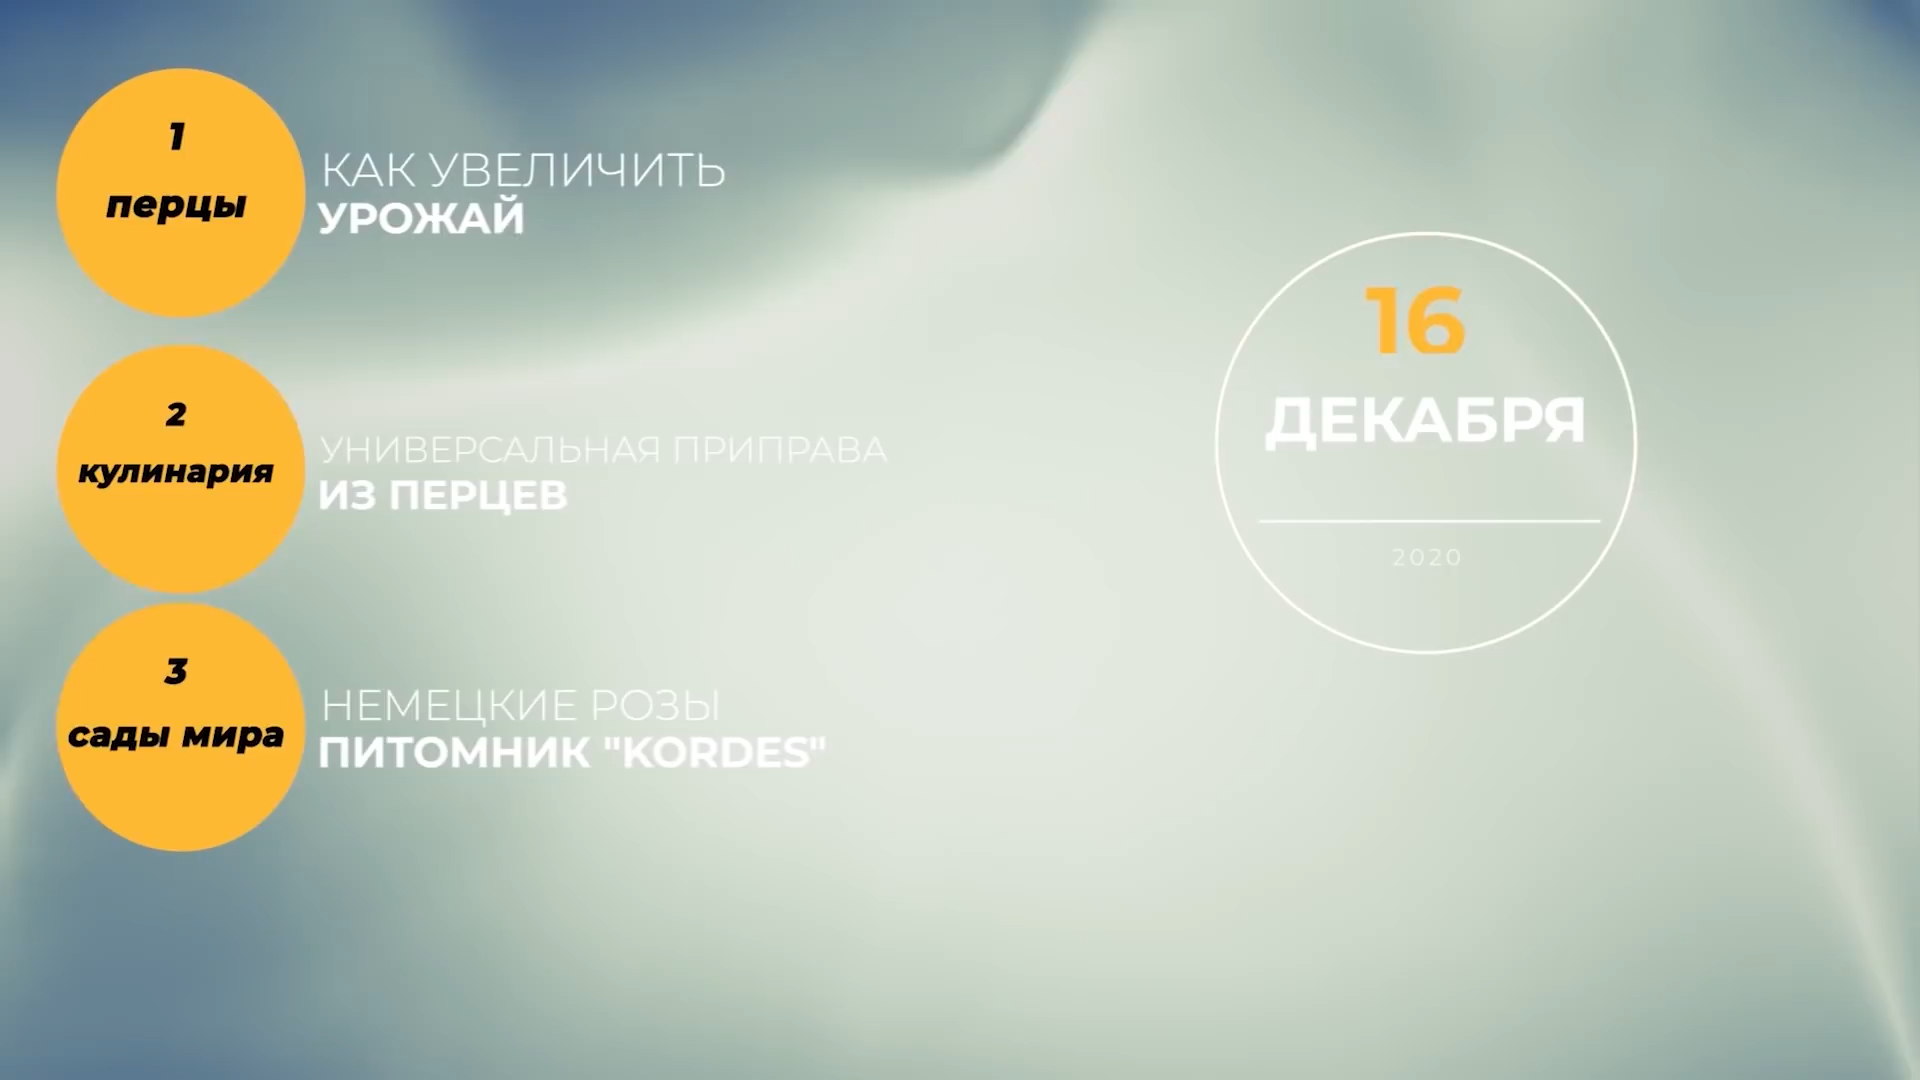 1
перцы
КАК УВЕЛИЧИТЬ
УРОЖАЙ
2
кулинария
УНИВЕРСАЛЬНАЯ ПРИПРАВА
ИЗ ПЕРЦЕВ
3
сады мира
НЕМЕЦКИЕ РОЗЫ
ПИТОМНИК "KORDES"
16
ДЕКАБРЯ
2020